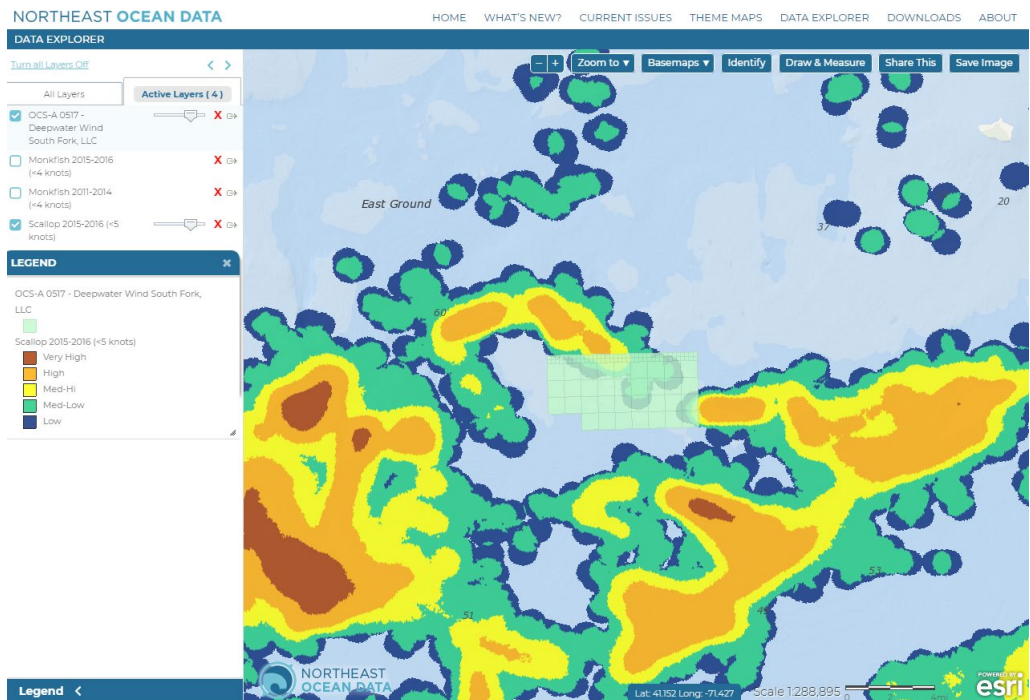 NORTHEAST OCEAN DATA
HOME WHAT'S NEW? CURRENT ISSUES THEME MAPS DATA EXPLORER DOWNLOADS ABOUT
DATA EXPLORER
Turn all Layers Off < >
All Layers Active Layers ( 4 )
OCS-A 0517 -
Deepwater Wind
South Fork, LLC
X
Monkfish 2015-2016
(<4 knots)
X
Monkfish 2011-2014
(<4 knots)
X
Scallop 2015-2016 (<5
knots)
X
LEGEND ×
OCS-A 0517 - Deepwater Wind South Fork,
LLC
Scallop 2015-2016 (<5 knots)
Very High
High
Med-Hi
Med-Low
Low
Legend <
− + Zoom to ▾ Basemaps ▾ Identify Draw & Measure Share This Save Image
East Ground
20
37
60
53
51
NORTHEAST
OCEAN DATA
Lat: 41.152 Long: -71.427
Scale 1:288,895
0
POWERED BY
esri